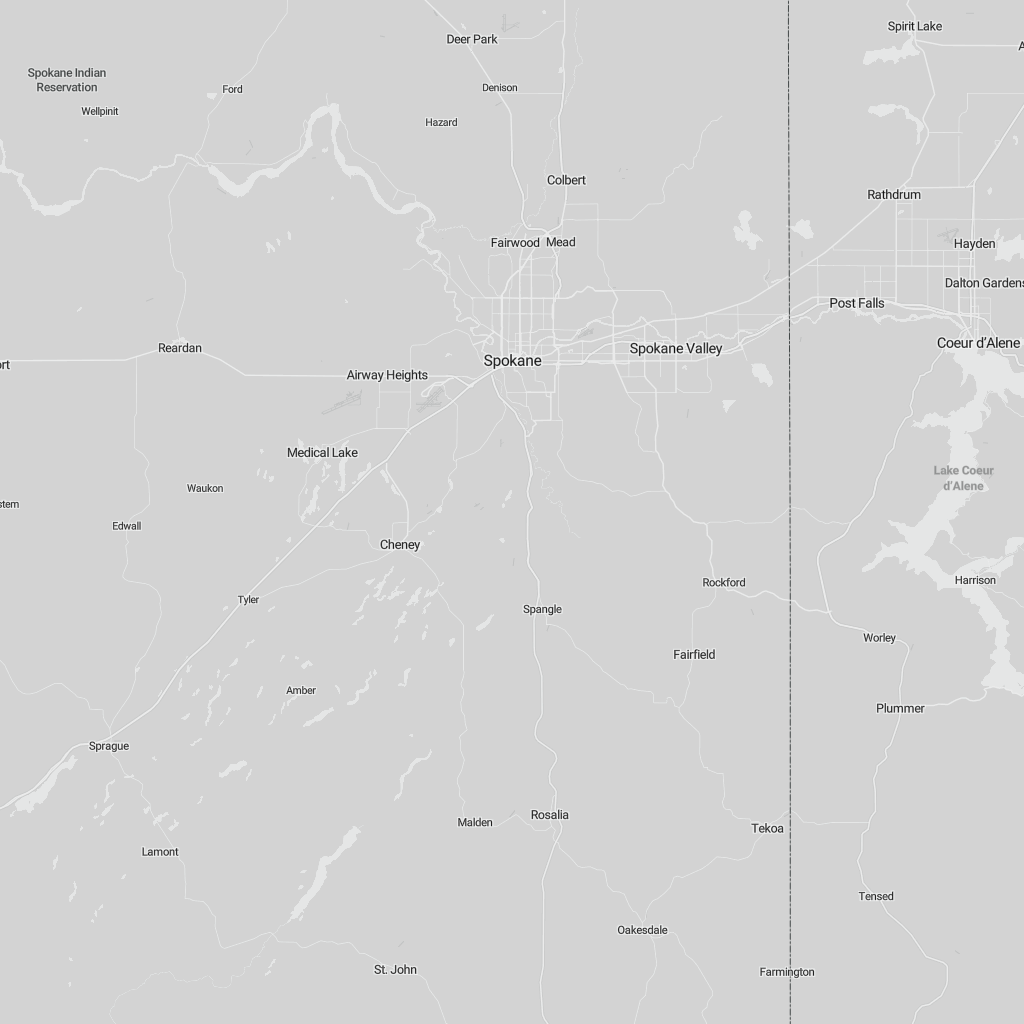 Spirit Lake
Deer Park
Spokane Indian
Reservation
Ford
Denison
Wellpinit
Hazard
Colbert
Rathdrum
Fairwood
Mead
Hayden
Dalton Gardens
Post Falls
Reardan
Spokane
Spokane Valley
Coeur d'Alene
Airway Heights
Medical Lake
Lake Coeur
d'Alene
Waukon
Edwall
Cheney
Rockford
Harrison
Tyler
Spangle
Worley
Fairfield
Amber
Plummer
Sprague
Rosalia
Malden
Tekoa
Lamont
Tensed
Oakesdale
St. John
Farmington